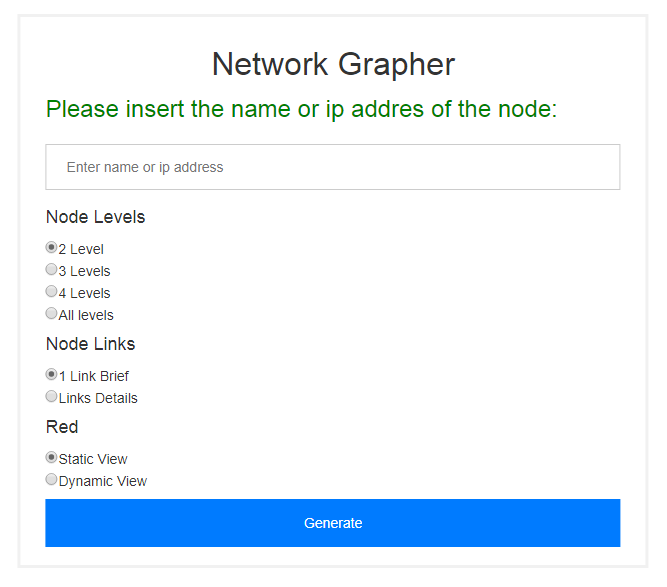 Network Grapher
Please insert the name or ip addres of the node:
Enter name or ip address
Node Levels
2 Level
3 Levels
4 Levels
All levels
Node Links
1 Link Brief
Links Details
Red
Static View
Dynamic View
Generate